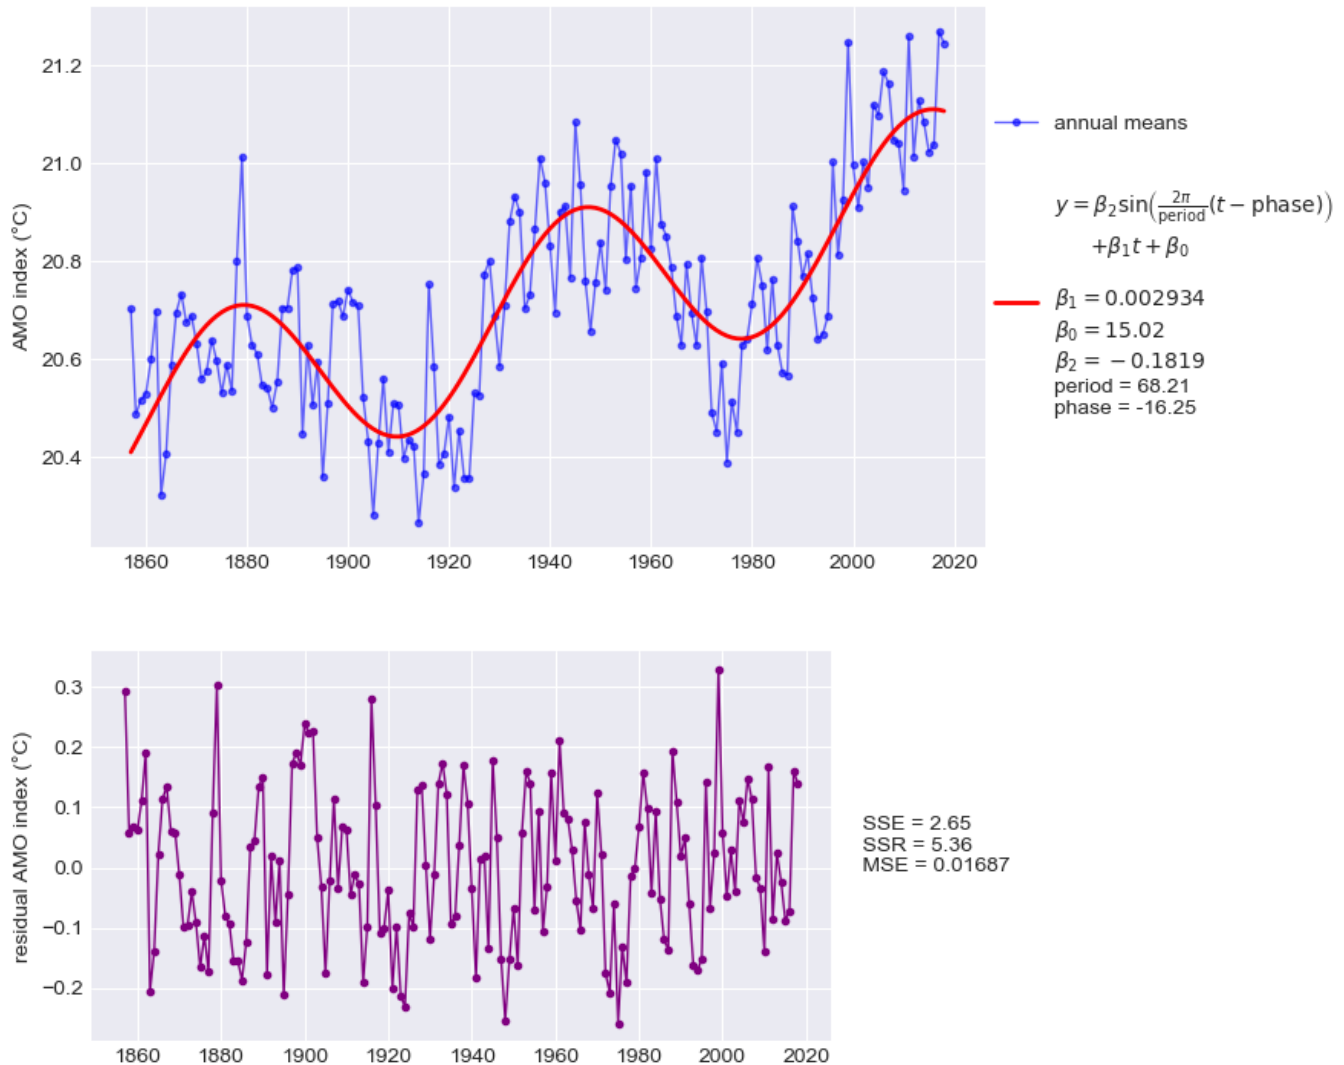 21.2
21.0
20.8
20.6
20.4
AMO index (°C)
1860 1880 1900 1920 1940 1960 1980 2000 2020
annual means
y = β₂sin(2π/period (t − phase))
+β₁t + β₀
β₁ = 0.002934
β₀ = 15.02
β₂ = − 0.1819
period = 68.21
phase = -16.25
0.3
0.2
0.1
0.0
−0.1
−0.2
residual AMO index (°C)
1860 1880 1900 1920 1940 1960 1980 2000 2020
SSE = 2.65
SSR = 5.36
MSE = 0.01687